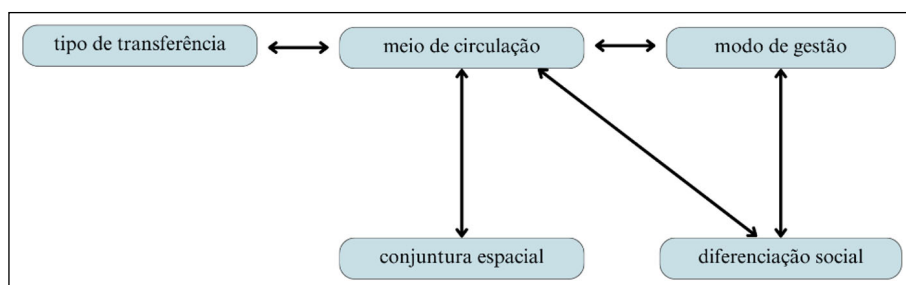 tipo de transferência
meio de circulação
modo de gestão
conjuntura espacial
diferenciação social